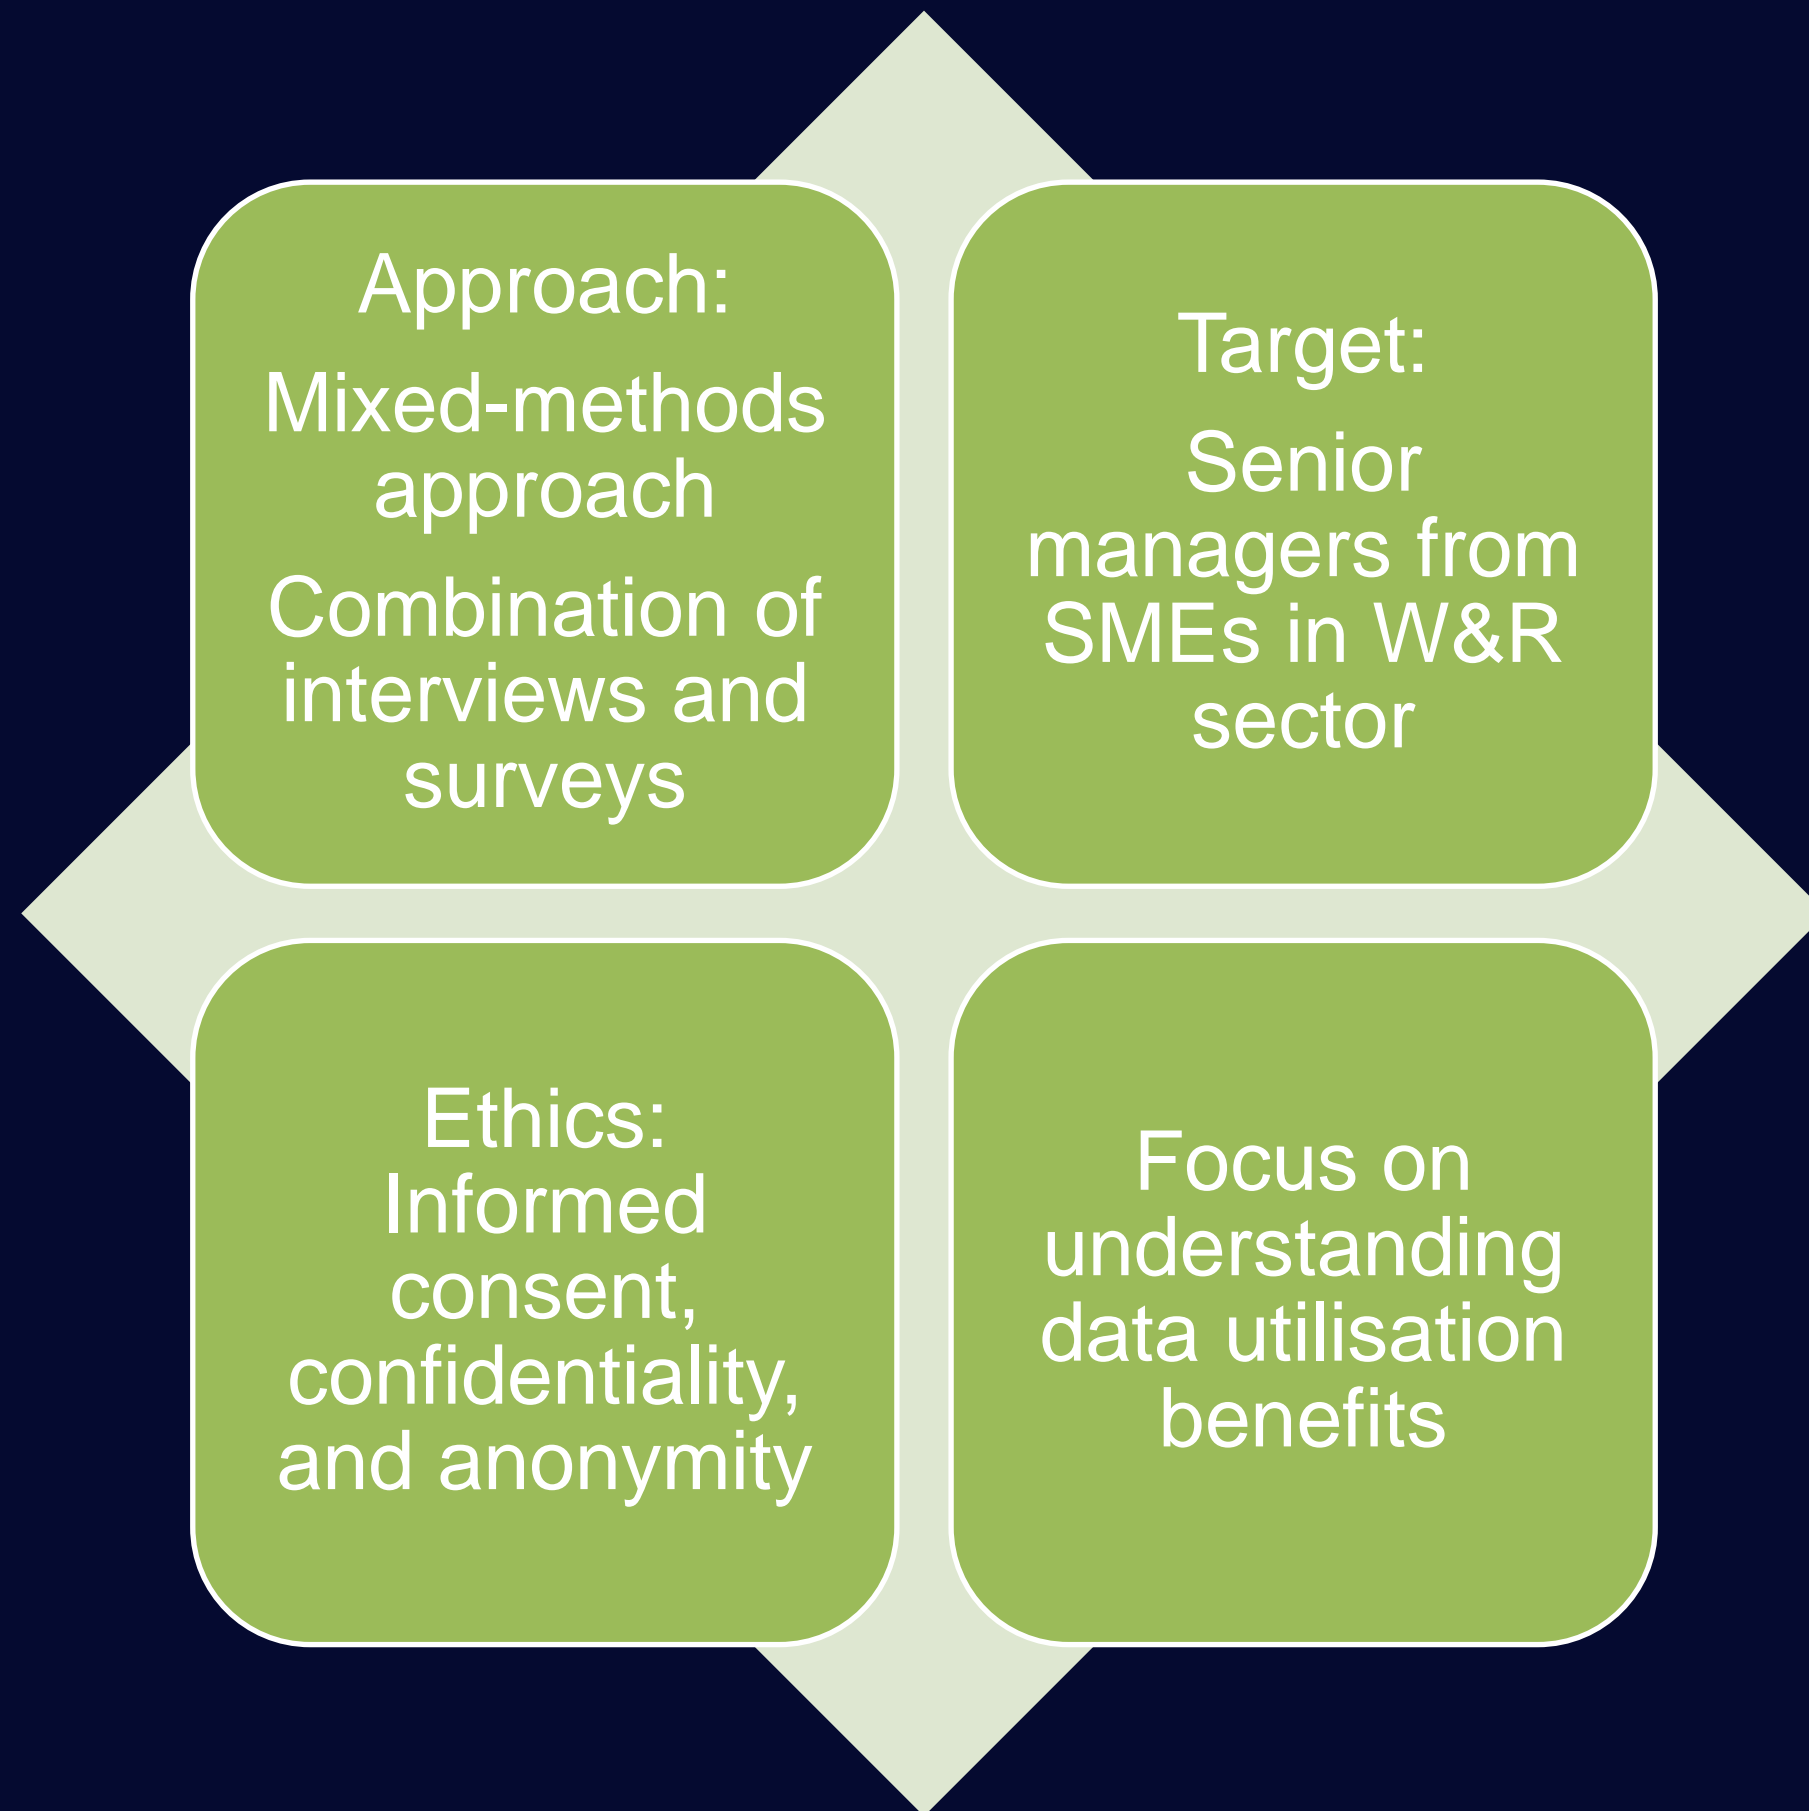 Approach:
Mixed-methods
approach
Combination of
interviews and
surveys
Target:
Senior
managers from
SMEs in W&R
sector
Ethics:
Informed
consent,
confidentiality,
and anonymity
Focus on
understanding
data utilisation
benefits